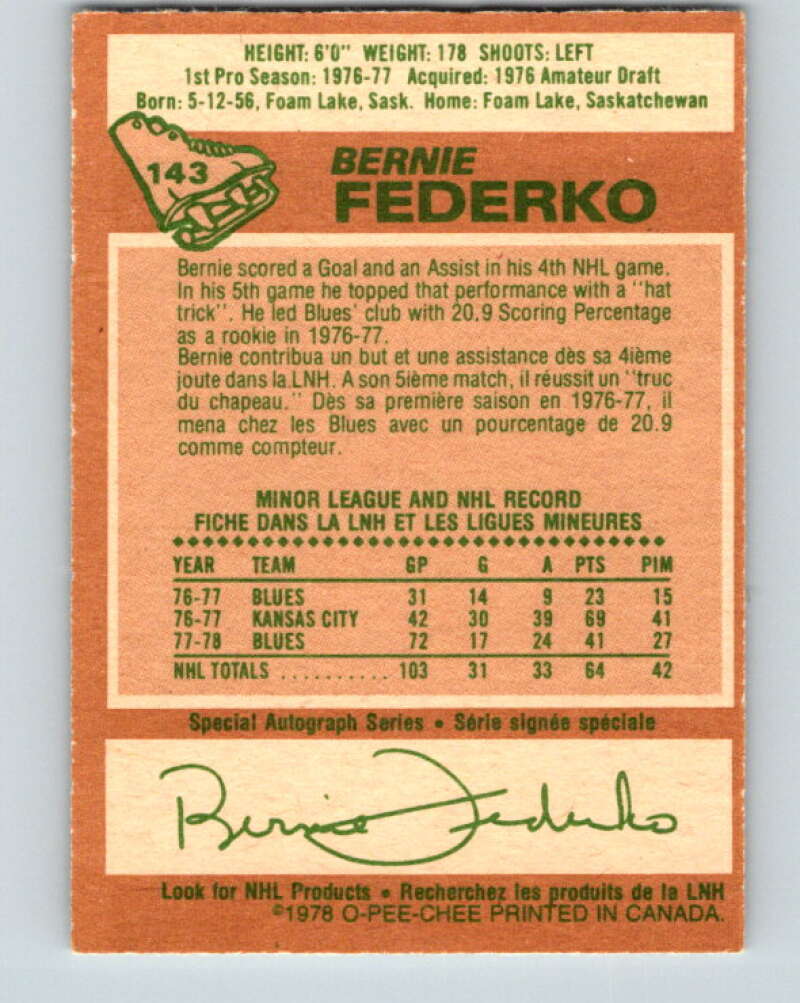 HEIGHT: 6'0" WEIGHT: 178 SHOOTS: LEFT
1st Pro Season: 1976-77 Acquired: 1976 Amateur Draft
Born: 5-12-56, Foam Lake, Sask. Home: Foam Lake, Saskatchewan
143
BERNIE
FEDERKO
Bernie scored a Goal and an Assist in his 4th NHL game.
In his 5th game he topped that performance with a "hat
trick". He led Blues' club with 20.9 Scoring Percentage
as a rookie in 1976-77.
Bernie contribua un but et une assistance dès sa 4ième
joute dans la LNH. A son 5ième match, il réussit un "truc
du chapeau." Dès sa première saison en 1976-77, il
mena chez les Blues avec un pourcentage de 20.9
comme compteur.
MINOR LEAGUE AND NHL RECORD
FICHE DANS LA LNH ET LES LIGUES MINEURES
YEAR TEAM GP G A PTS PIM
76-77 BLUES 31 14 9 23 15
76-77 KANSAS CITY 42 30 39 69 41
77-78 BLUES 72 17 24 41 27
NHL TOTALS .......... 103 31 33 64 42
Special Autograph Series • Série signée spéciale
Bernie Federko
Look for NHL Products • Recherchez les produits de la LNH
©1978 O-PEE-CHEE PRINTED IN CANADA.